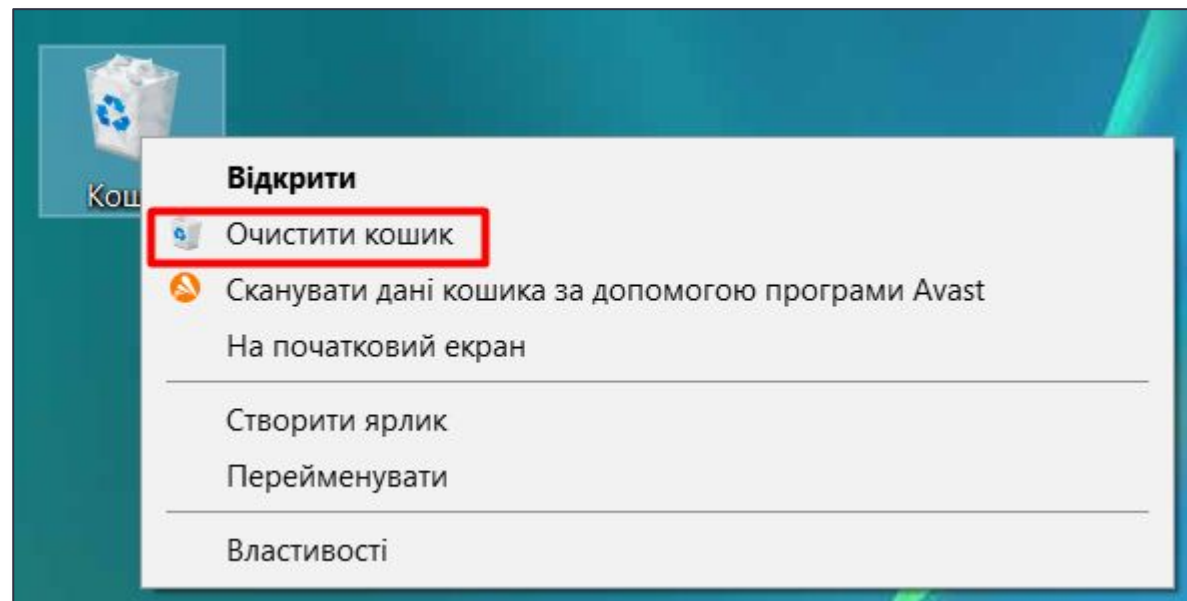 Кош
Відкрити
Очистити кошик
Сканувати дані кошика за допомогою програми Avast
На початковий екран
Створити ярлик
Перейменувати
Властивості